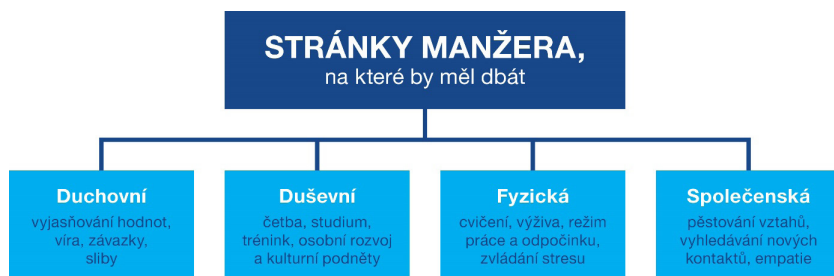 STRÁNKY MANŽERA,
na které by měl dbát
Duchovní
vyjasňování hodnot,
víra, závazky,
sliby
Duševní
četba, studium,
trénink, osobní rozvoj
a kulturní podněty
Fyzická
cvičení, výživa, režim
práce a odpočinku,
zvládání stresu
Společenská
pěstování vztahů,
vyhledávání nových
kontaktů, empatie